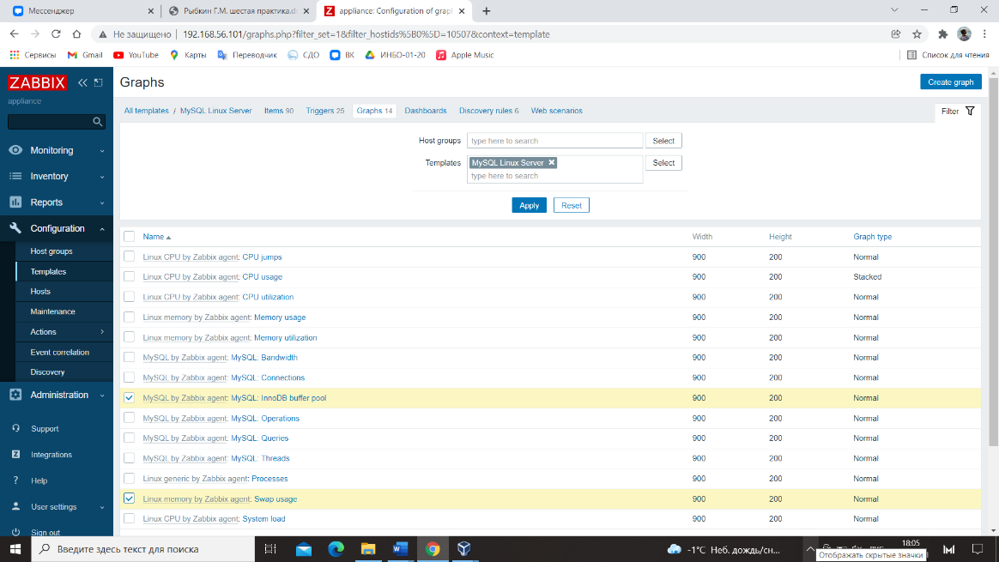 Мессенджер
Рыбкин Г.М. шестая практика.d
appliance: Configuration of grap
Не защищено
192.168.56.101/graphs.php?filter_set=1&filter_hostids%5B0%5D=10507&context=template
Сервисы
Gmail
YouTube
Карты
Переводчик
СДО
ВК
ИНБО-01-20
Apple Music
Список для чтения
ZABBIX
appliance
Monitoring
Inventory
Reports
Configuration
Host groups
Templates
Hosts
Maintenance
Actions
Event correlation
Discovery
Administration
Support
Integrations
Help
User settings
Sign out
Graphs
Create graph
All templates / MySQL Linux Server Items 90 Triggers 25 Graphs 14 Dashboards Discovery rules 6 Web scenarios
Filter
Host groups type here to search Select
Templates MySQL Linux Server Select
type here to search
Apply Reset
Name Width Height Graph type
Linux CPU by Zabbix agent: CPU jumps 900 200 Normal
Linux CPU by Zabbix agent: CPU usage 900 200 Stacked
Linux CPU by Zabbix agent: CPU utilization 900 200 Normal
Linux memory by Zabbix agent: Memory usage 900 200 Normal
Linux memory by Zabbix agent: Memory utilization 900 200 Normal
MySQL by Zabbix agent: MySQL: Bandwidth 900 200 Normal
MySQL by Zabbix agent: MySQL: Connections 900 200 Normal
MySQL by Zabbix agent: MySQL: InnoDB buffer pool 900 200 Normal
MySQL by Zabbix agent: MySQL: Operations 900 200 Normal
MySQL by Zabbix agent: MySQL: Queries 900 200 Normal
MySQL by Zabbix agent: MySQL: Threads 900 200 Normal
Linux generic by Zabbix agent: Processes 900 200 Normal
Linux memory by Zabbix agent: Swap usage 900 200 Normal
Linux CPU by Zabbix agent: System load 900 200 Normal
Введите здесь текст для поиска
-1°C Неб. дождь/сн...
18:05
Отображать скрытые значки